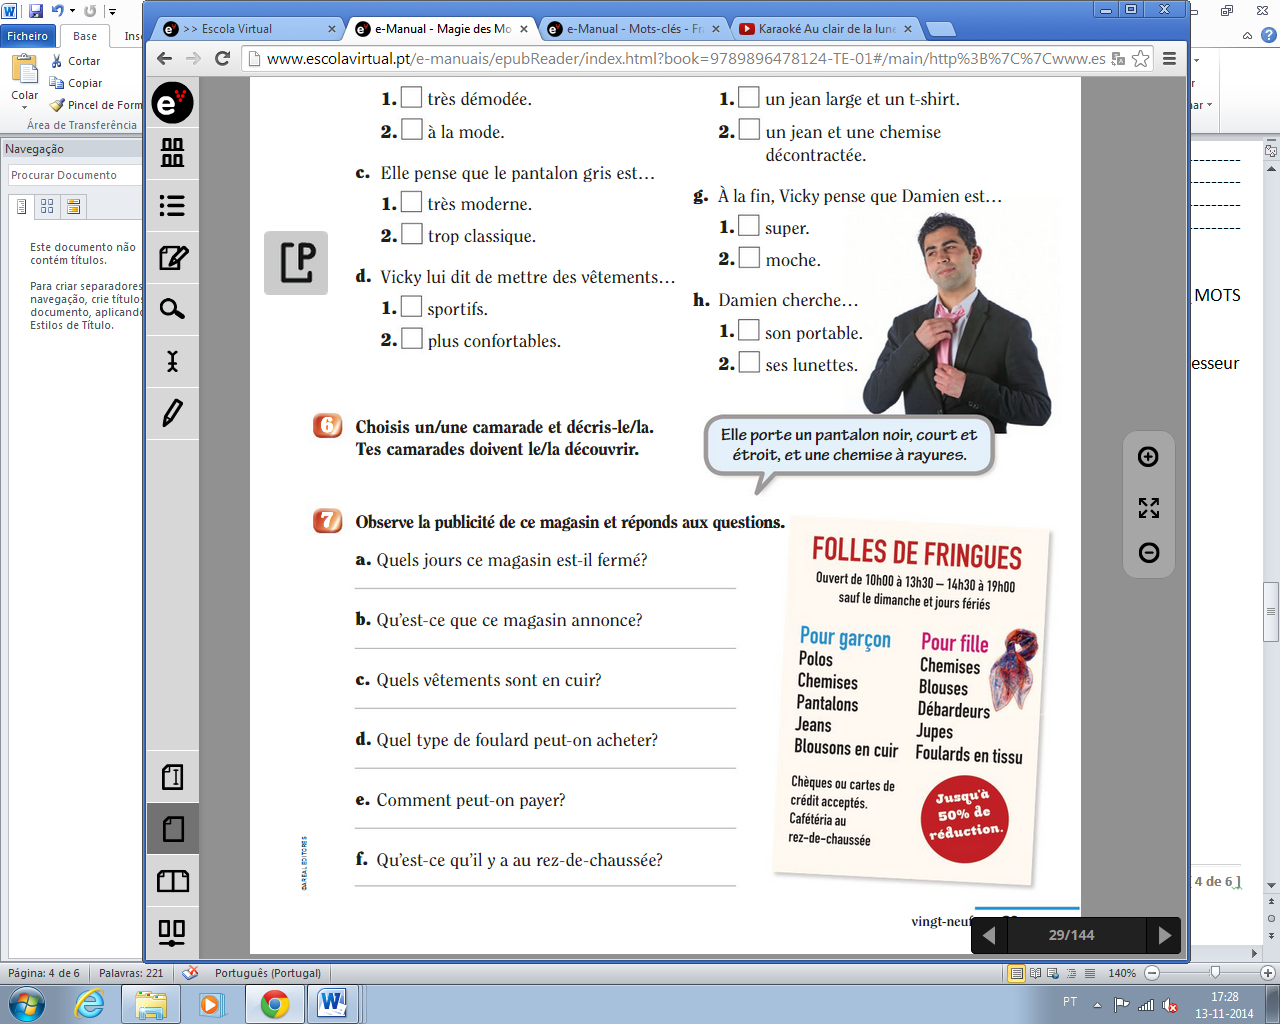 Ficheiro
Base
Inse
Colar
Cortar
Copiar
Pincel de Form
Área de Transferência
Navegação
Procurar Documento
Este documento não
contém títulos.
Para criar separadores
navegação, crie títulos
documento, aplicando
Estilos de Título.
>> Escola Virtual
e-Manual - Magie des Mo
e-Manual - Mots-clés - Fr
Karaoké Au clair de la lune
www.escolavirtual.pt/e-manuais/epubReader/index.html?book=9789896478124-TE-01#/main/http%3B%7C%7Cwww.es
1. très démodée.
2. à la mode.
c. Elle pense que le pantalon gris est…
1. très moderne.
2. trop classique.
d. Vicky lui dit de mettre des vêtements…
1. sportifs.
2. plus confortables.
1. un jean large et un t-shirt.
2. un jean et une chemise
décontractée.
g. À la fin, Vicky pense que Damien est…
1. super.
2. moche.
h. Damien cherche…
1. son portable.
2. ses lunettes.
6 Choisis un/une camarade et décris-le/la.
Tes camarades doivent le/la découvrir.
Elle porte un pantalon noir, court et
étroit, et une chemise à rayures.
7 Observe la publicité de ce magasin et réponds aux questions.
a. Quels jours ce magasin est-il fermé?
b. Qu'est-ce que ce magasin annonce?
c. Quels vêtements sont en cuir?
d. Quel type de foulard peut-on acheter?
e. Comment peut-on payer?
f. Qu'est-ce qu'il y a au rez-de-chaussée?
FOLLES DE FRINGUES
Ouvert de 10h00 à 13h30 – 14h30 à 19h00
sauf le dimanche et jours fériés
Pour garçon
Polos
Chemises
Pantalons
Jeans
Blousons en cuir
Pour fille
Chemises
Blouses
Débardeurs
Jupes
Foulards en tissu
Chèques ou cartes de
crédit acceptés.
Cafétéria au
rez-de-chaussée
Jusqu'à
50% de
réduction.
©AREAL EDITORES
vingt-neuf
29/144
MOTS
esseur
4 de 6 ]
Página: 4 de 6
Palavras: 221
Português (Portugal)
140%
PT
17:28
13-11-2014